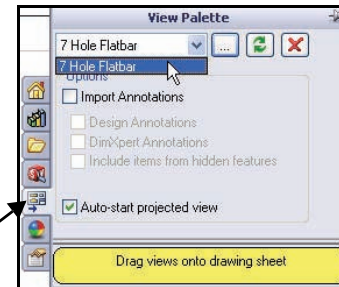 View Palette
7 Hole Flatbar
...
7 Hole Flatbar
Options
Import Annotations
Design Annotations
DimXpert Annotations
Include items from hidden features
Auto-start projected view
Drag views onto drawing sheet